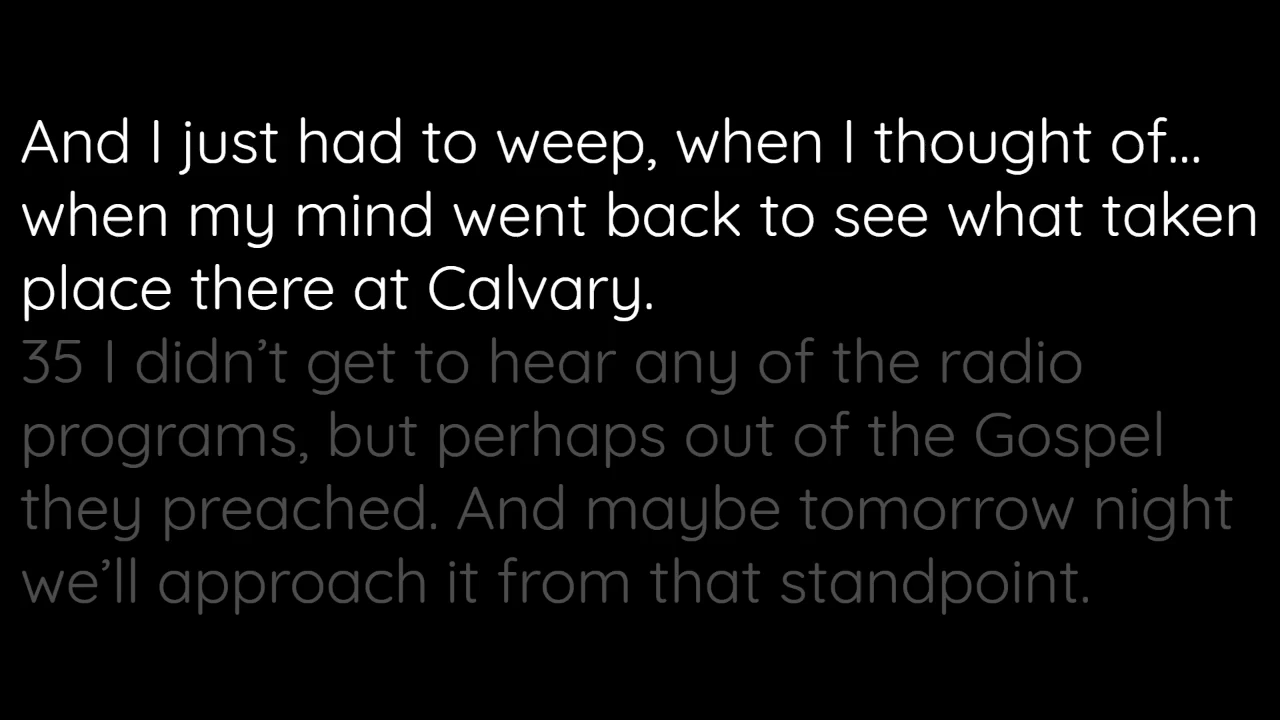 And I just had to weep, when I thought of...
when my mind went back to see what taken
place there at Calvary.
35 I didn’t get to hear any of the radio
programs, but perhaps out of the Gospel
they preached. And maybe tomorrow night
we’ll approach it from that standpoint.